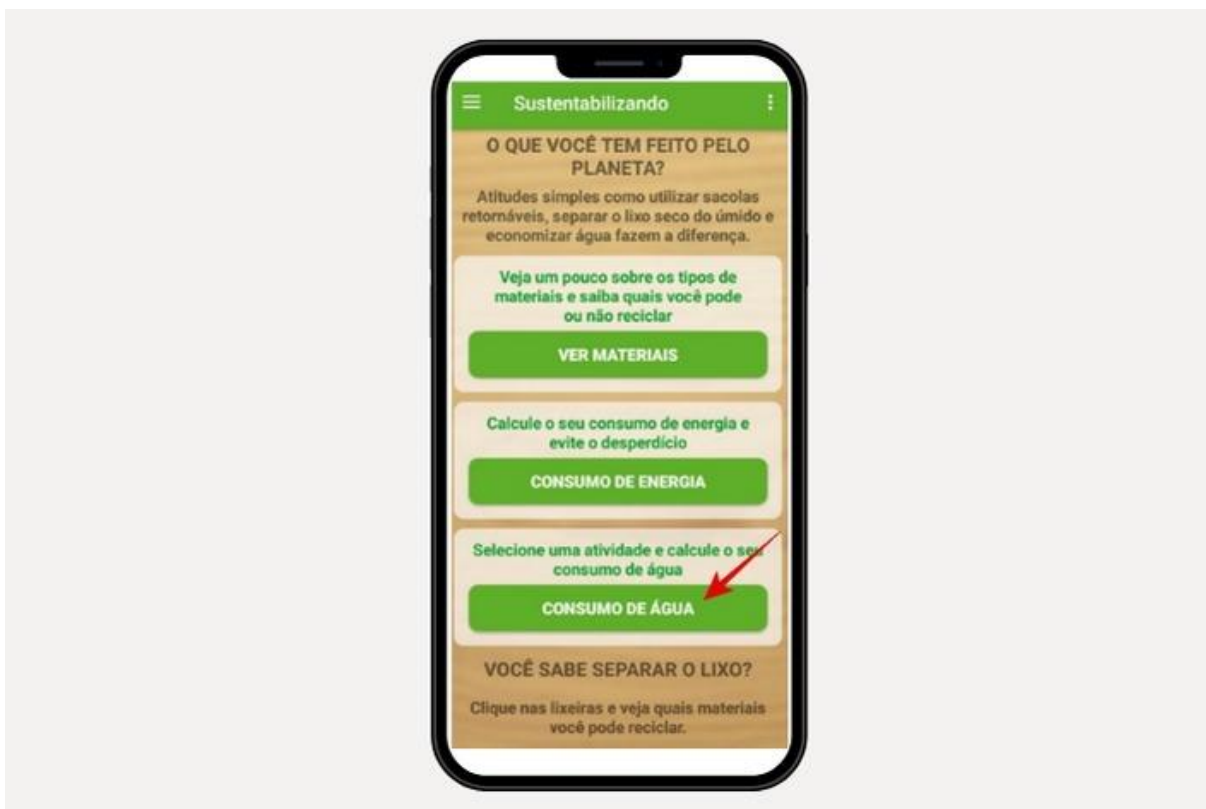 Sustentabilizando
O QUE VOCÊ TEM FEITO PELO
PLANETA?
Atitudes simples como utilizar sacolas
retornáveis, separar o lixo seco do úmido e
economizar água fazem a diferença.
Veja um pouco sobre os tipos de
materiais e saiba quais você pode
ou não reciclar
VER MATERIAIS
Calcule o seu consumo de energia e
evite o desperdício
CONSUMO DE ENERGIA
Selecione uma atividade e calcule o seu
consumo de água
CONSUMO DE ÁGUA
VOCÊ SABE SEPARAR O LIXO?
Clique nas lixeiras e veja quais materiais
você pode reciclar.